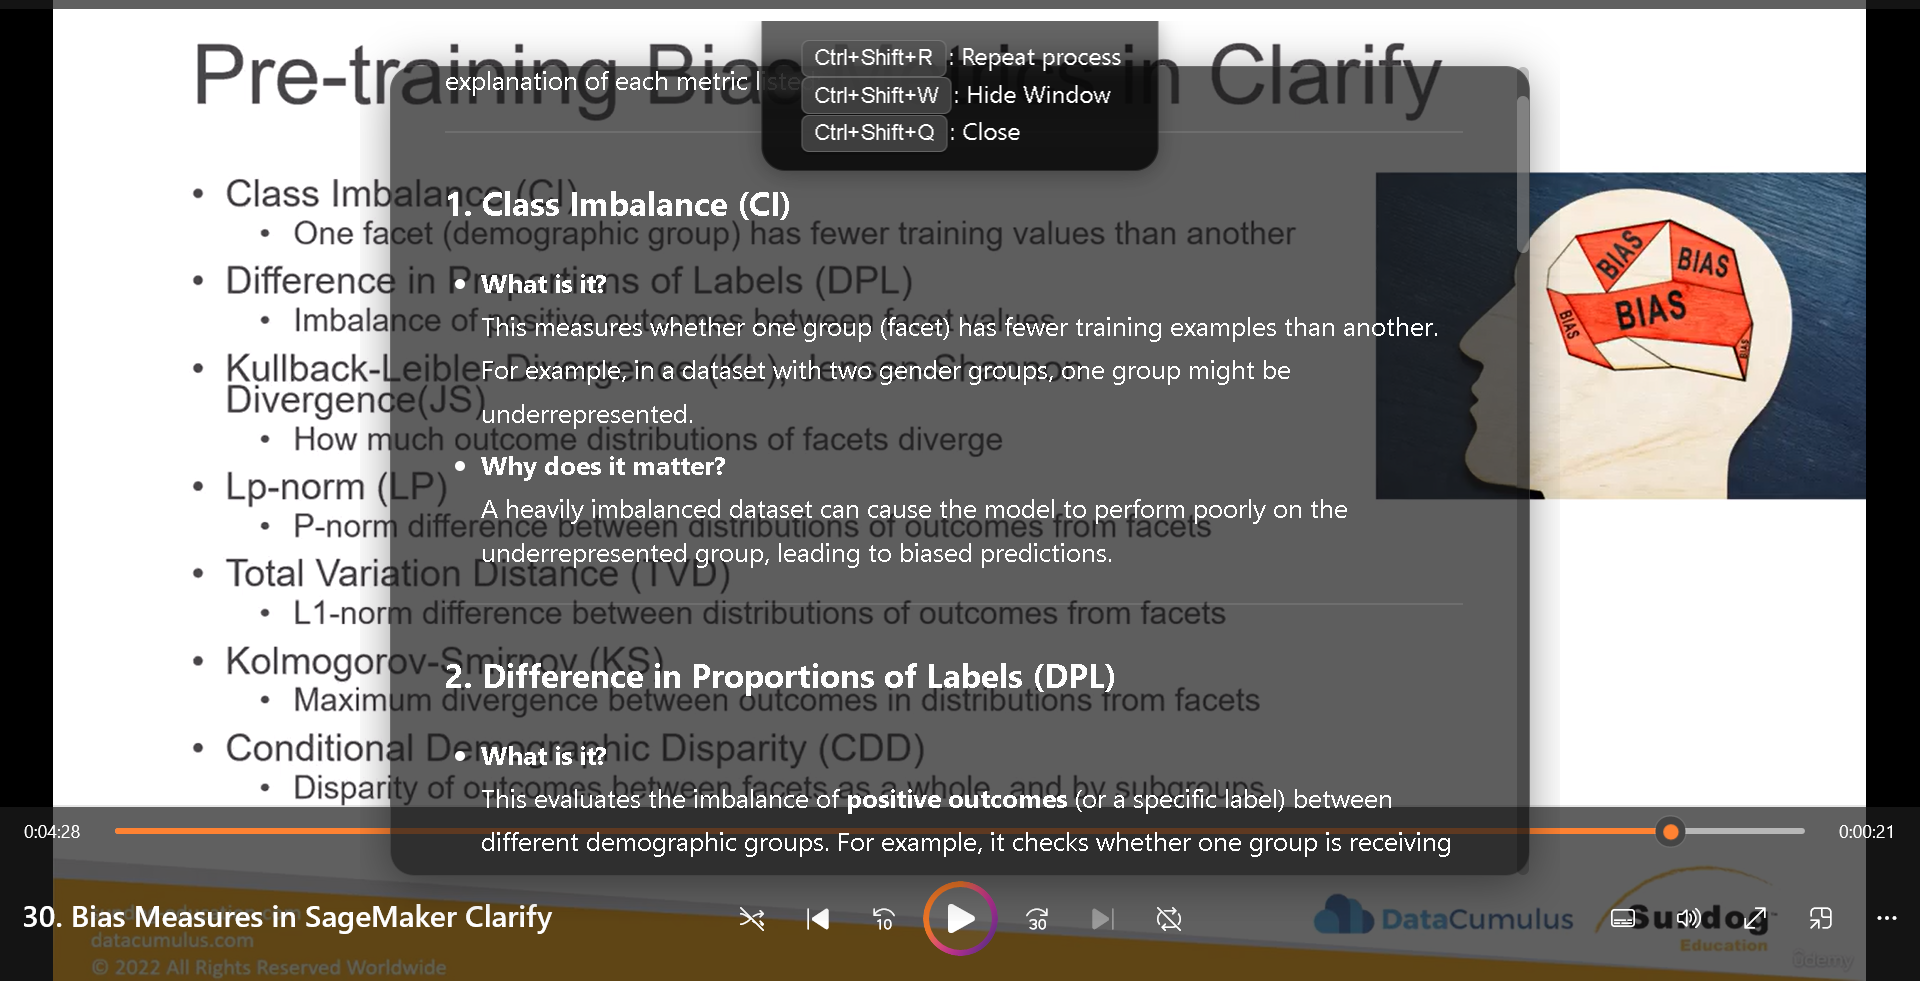 Pre-training Bias Metrics in Clarify
Ctrl+Shift+R : Repeat process
Ctrl+Shift+W : Hide Window
Ctrl+Shift+Q : Close
explanation of each metric liste
1. Class Imbalance (CI)
• What is it?
This measures whether one group (facet) has fewer training examples than another.
For example, in a dataset with two gender groups, one group might be
underrepresented.
• Why does it matter?
A heavily imbalanced dataset can cause the model to perform poorly on the
underrepresented group, leading to biased predictions.
2. Difference in Proportions of Labels (DPL)
• What is it?
This evaluates the imbalance of positive outcomes (or a specific label) between
different demographic groups. For example, it checks whether one group is receiving
• Class Imbalance (CI)
• One facet (demographic group) has fewer training values than another
• Difference in Proportions of Labels (DPL)
• Imbalance of positive outcomes between facet values
• Kullback-Leibler Divergence (KL), Jensen-Shannon
Divergence(JS)
• How much outcome distributions of facets diverge
• Lp-norm (LP)
• P-norm difference between distributions of outcomes from facets
• Total Variation Distance (TVD)
• L1-norm difference between distributions of outcomes from facets
• Kolmogorov-Smirnov (KS)
• Maximum divergence between outcomes in distributions from facets
• Conditional Demographic Disparity (CDD)
• Disparity of outcomes between facets as a whole, and by subgroups
BIAS
BIAS
BIAS
BIAS
BIAS
0:04:28
0:00:21
30. Bias Measures in SageMaker Clarify
10
30
datacumulus.com
© 2022 All Rights Reserved Worldwide
DataCumulus
Sundog
Education
ûdemy